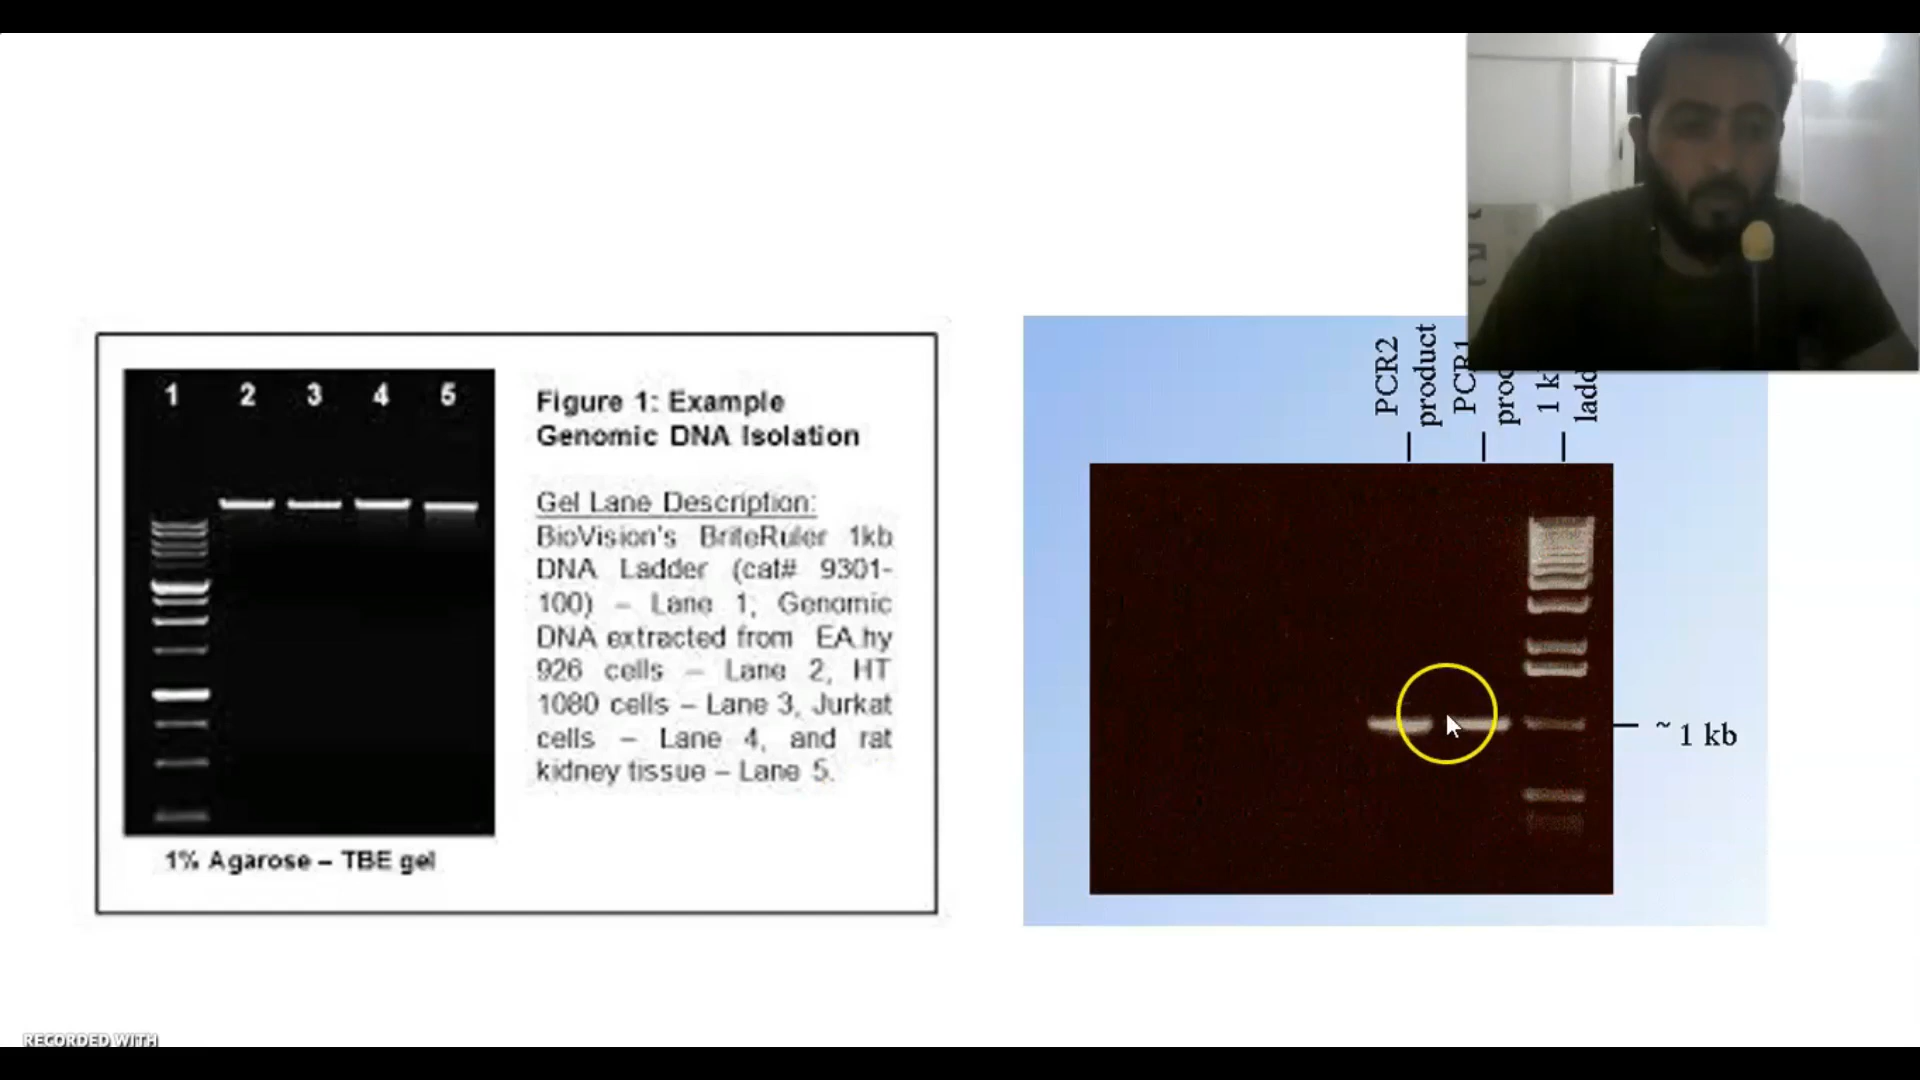 1 2 3 4 5
Figure 1: Example
Genomic DNA Isolation
Gel Lane Description:
BioVision's BriteRuler 1kb
DNA Ladder (cat# 9301-
100) – Lane 1, Genomic
DNA extracted from EA.hy
926 cells – Lane 2, HT
1080 cells – Lane 3, Jurkat
cells – Lane 4, and rat
kidney tissue – Lane 5.
1% Agarose – TBE gel
PCR2
product
PCR1
proc
1 k
ladd
~ 1 kb
RECORDED WITH